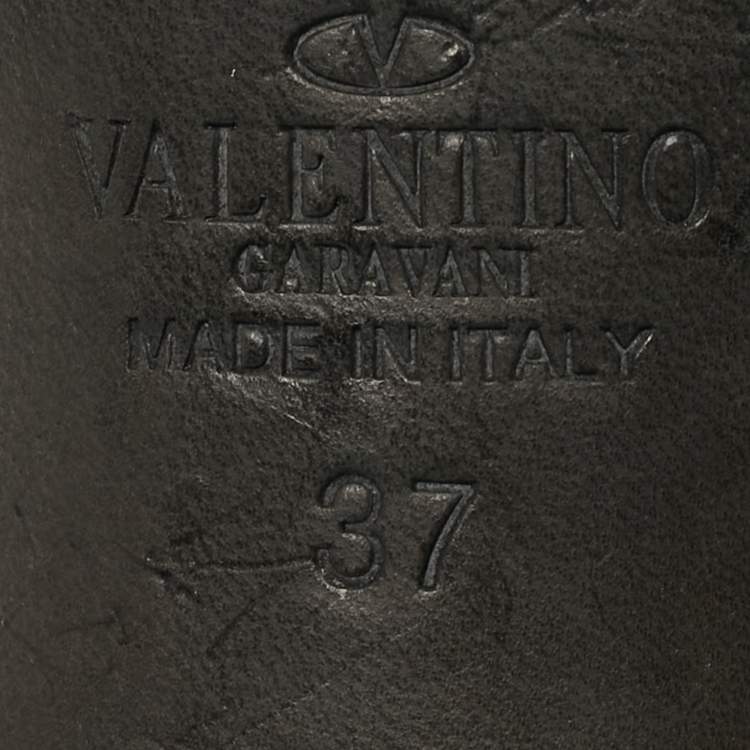 V
VALENTINO
GARAVANI
MADE IN ITALY
37